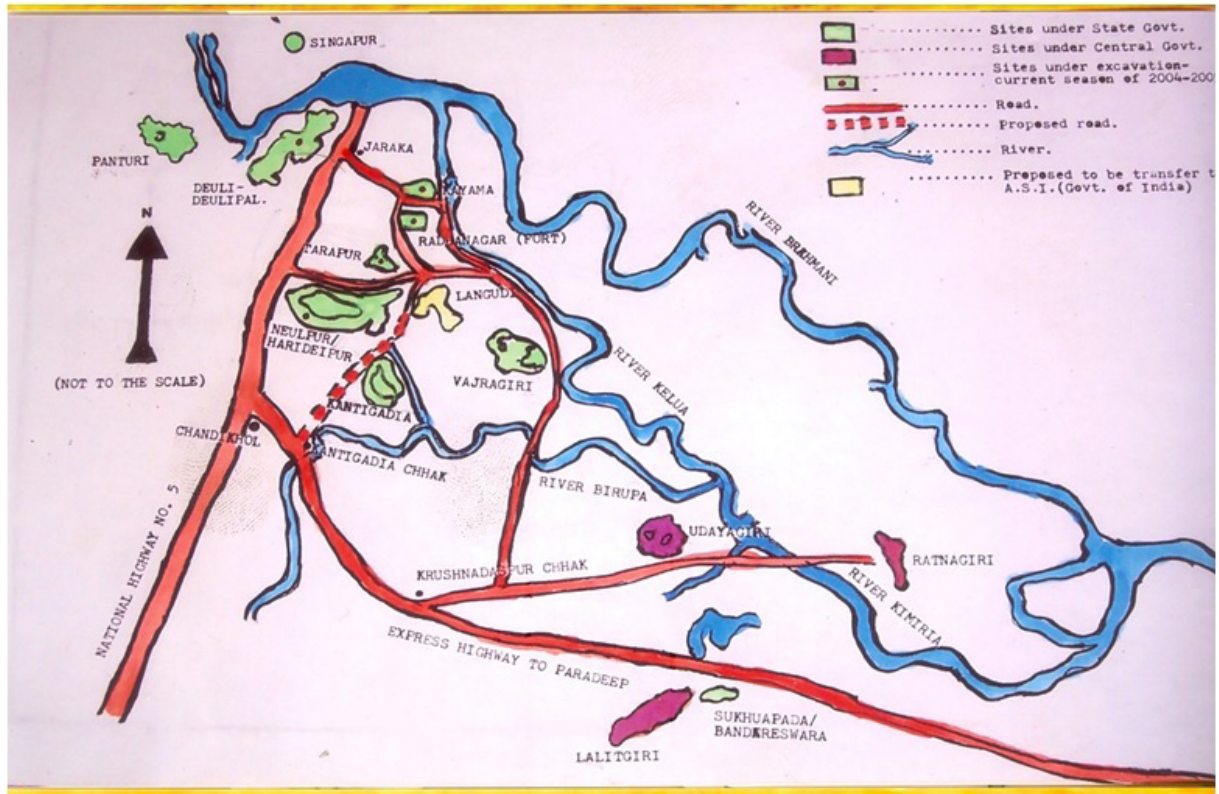 SINGAPUR
Sites under State Govt.
Sites under Central Govt.
Sites under excavation-
current season of 2004-200
Road.
Proposed road.
River.
Proposed to be transfer t
A.S.I.(Govt. of India)
PANTURI
JARAKA
DEULI-
DEULIPAL.
KAYAMA
N
RADHANAGAR (FORT)
TARAPUR
RIVER BRAHMANI
LANGUDI
NEULPUR/
HARIDEIPUR
(NOT TO THE SCALE)
VAJRAGIRI
RIVER KELUA
KANTIGADIA
CHANDIKHOL
KANTIGADIA CHHAK
RIVER BIRUPA
NATIONAL HIGHWAY NO. 5
UDAYAGIRI
RATNAGIRI
KRUSHNADASPUR CHHAK
RIVER KIMIRIA
EXPRESS HIGHWAY TO PARADEEP
SUKHUAPADA/
BANDARESWARA
LALITGIRI